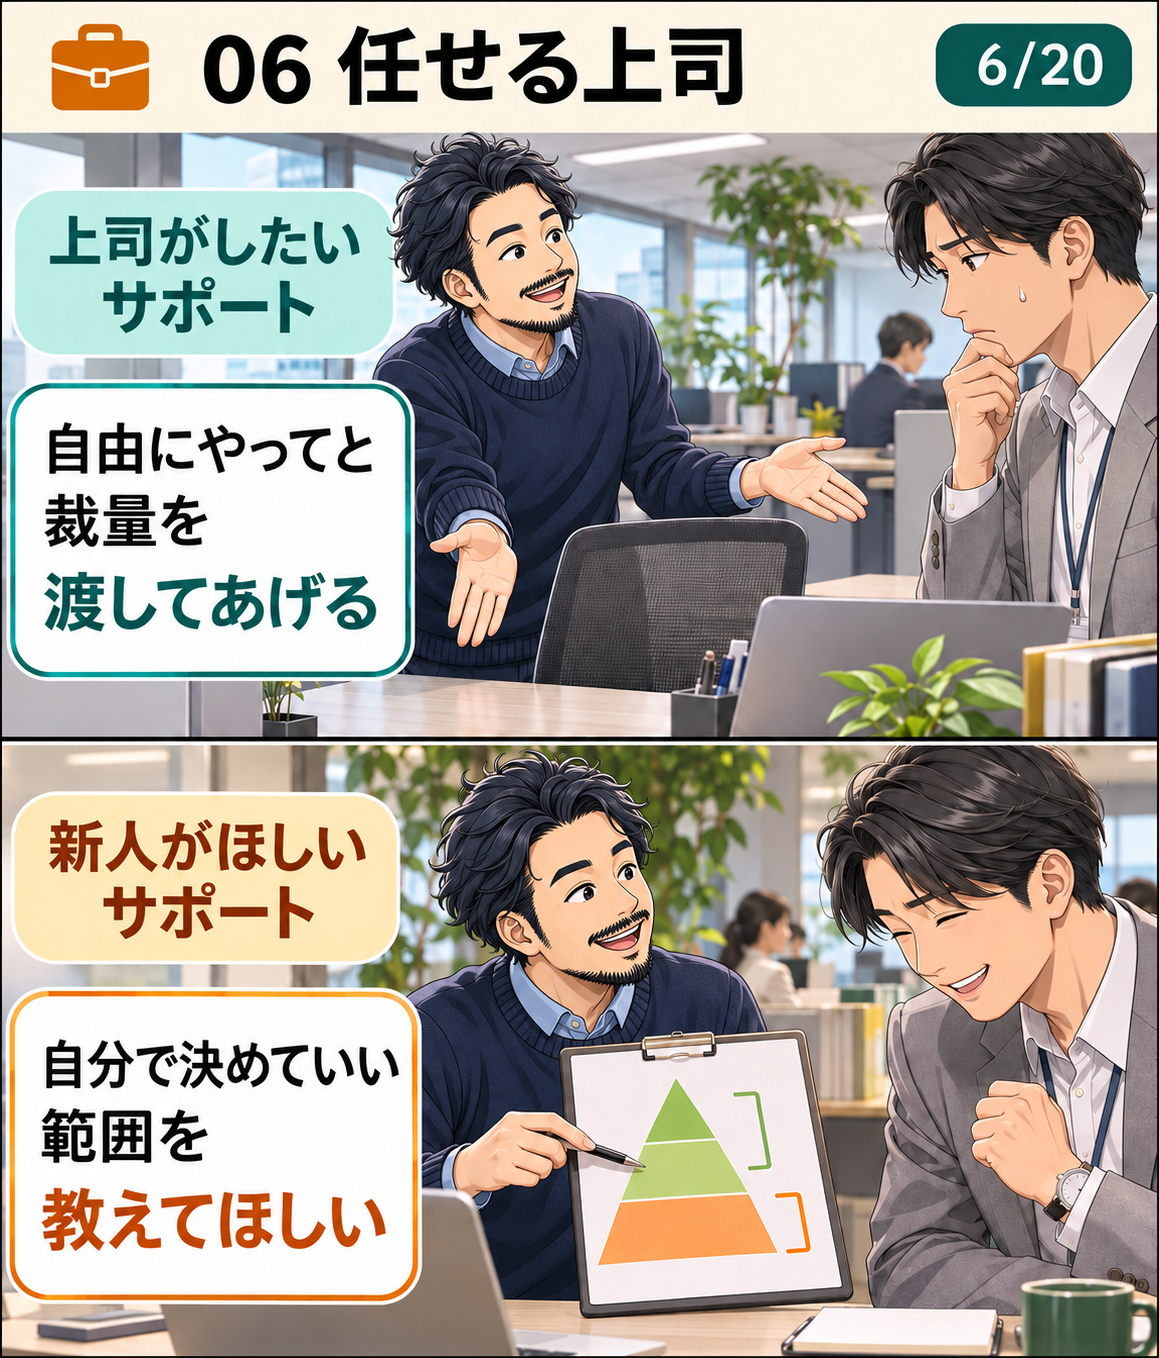 06 任せる上司
6/20
上司がしたい
サポート
自由にやってと
裁量を
渡してあげる
新人がほしい
サポート
自分で決めていい
範囲を
教えてほしい